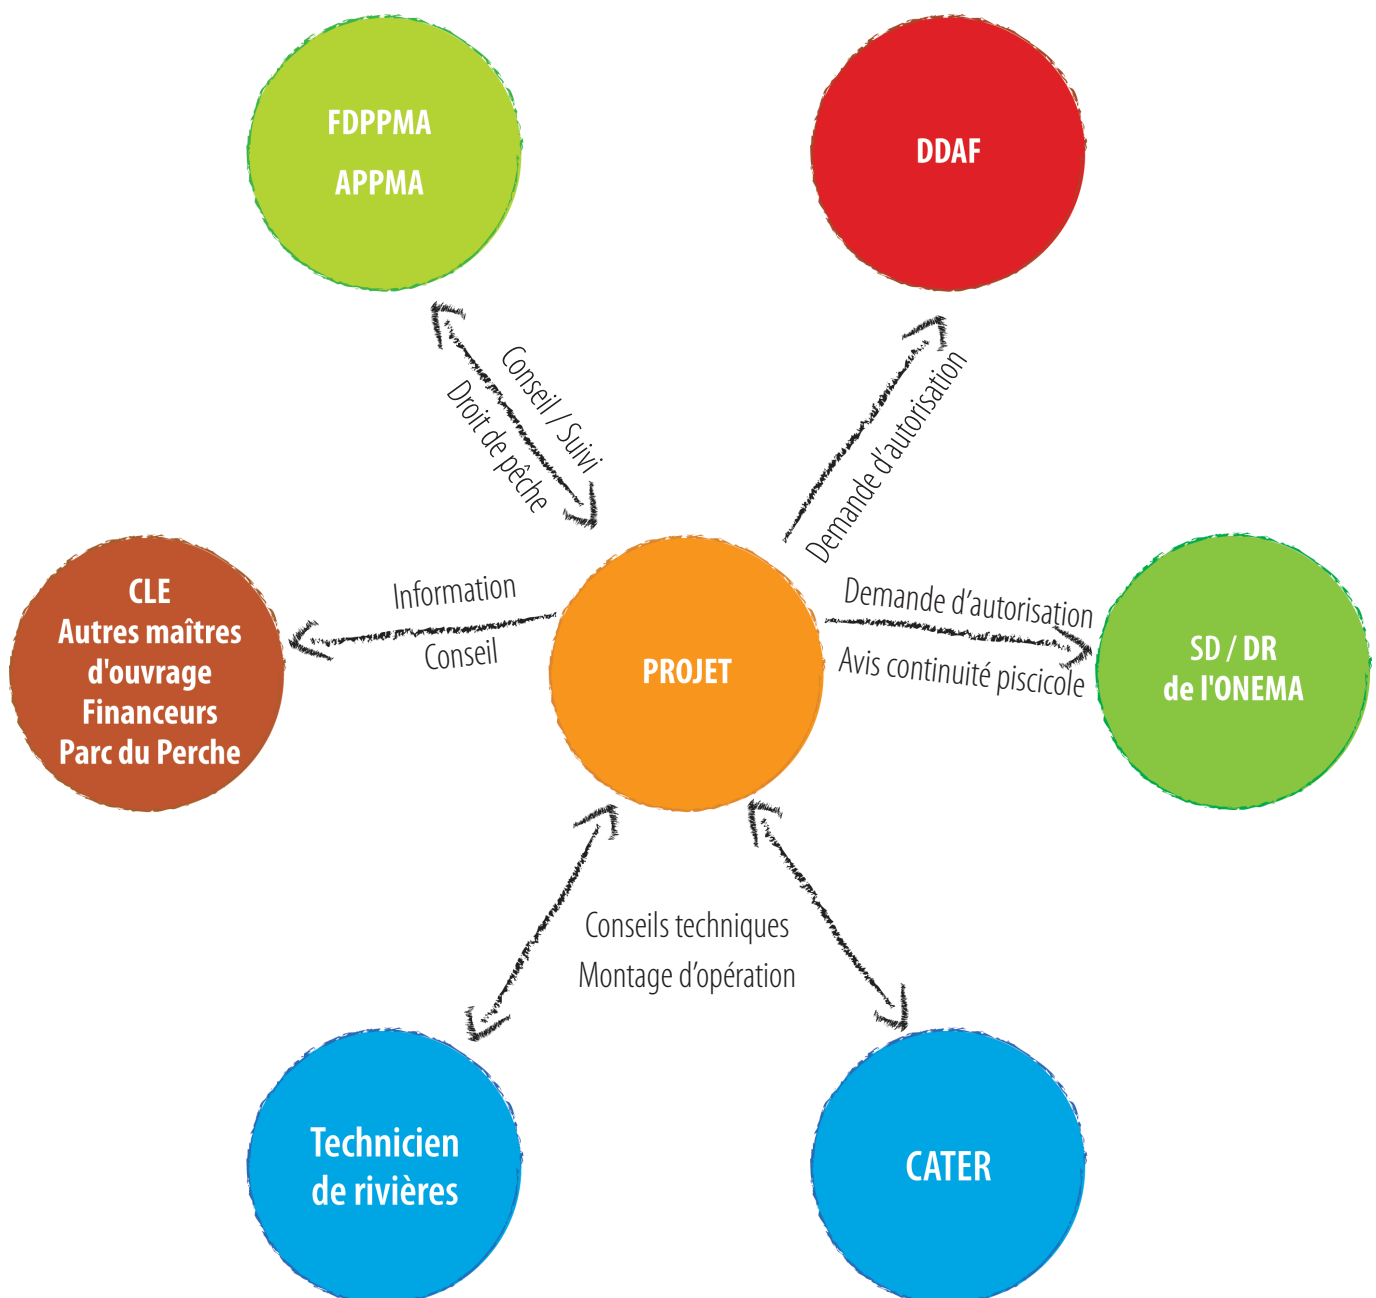 FDPPMA
APPMA
DDAF
Conseil / Suivi
Droit de pêche
Demande d'autorisation
CLE
Autres maîtres
d'ouvrage
Financeurs
Parc du Perche
Information
Conseil
PROJET
Demande d'autorisation
Avis continuité piscicole
SD / DR
de l'ONEMA
Conseils techniques
Montage d'opération
Technicien
de rivières
CATER